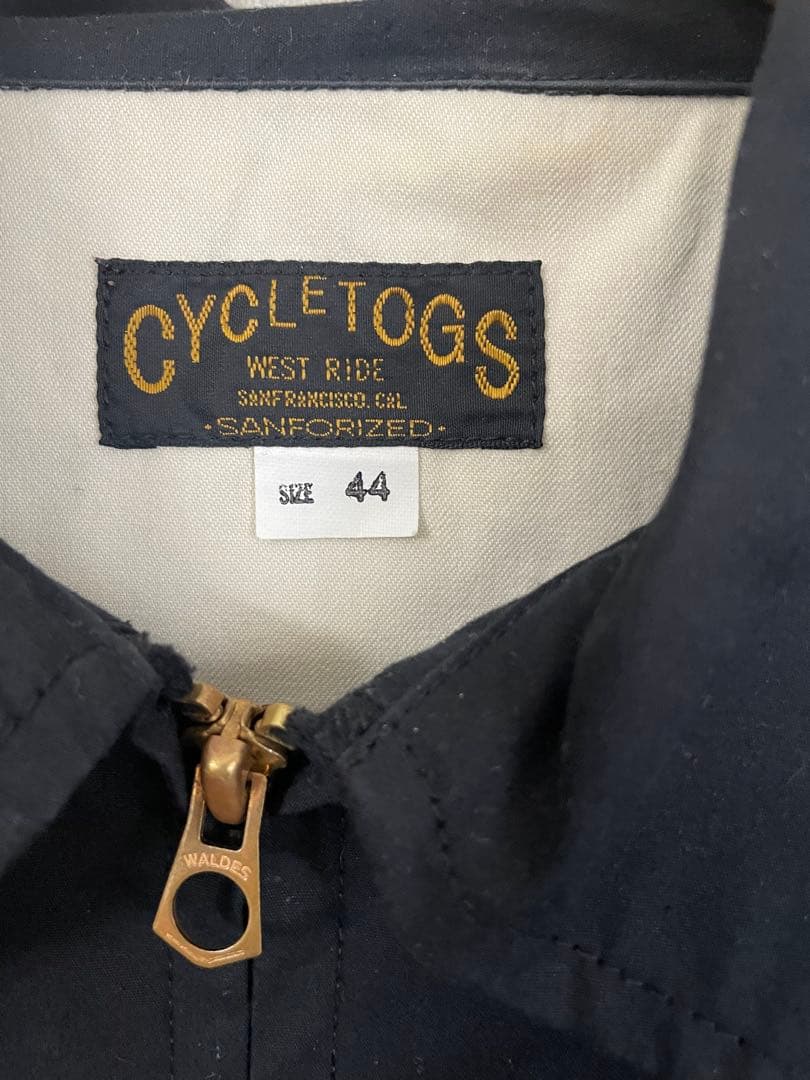 CYCLETOGS
WEST RIDE
SANFRANCISCO. CAL
·SANFORIZED·
SIZE 44
WALDES